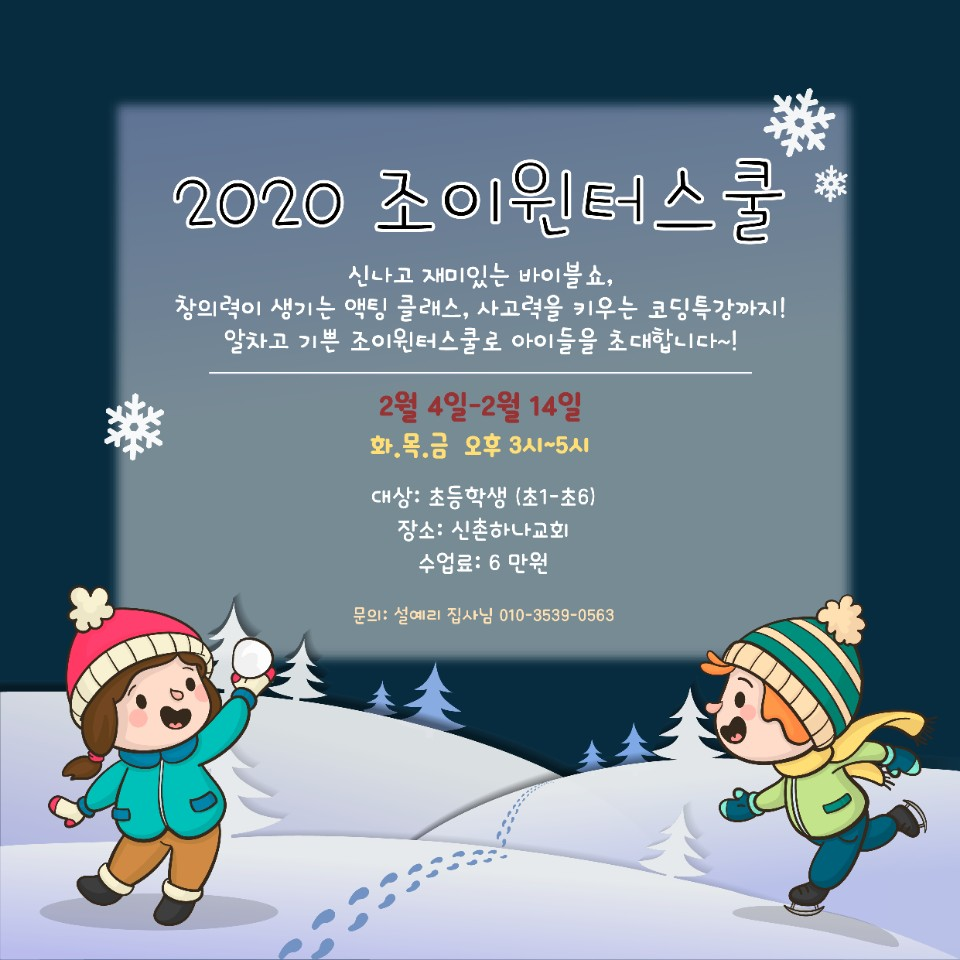 2020 조이윈터스쿨
신나고 재미있는 바이블쇼,
창의력이 생기는 액팅 클래스, 사고력을 키우는 코딩특강까지!
알차고 기쁜 조이윈터스쿨로 아이들을 초대합니다~!
2월 4일-2월 14일
화.목.금 오후 3시~5시
대상: 초등학생 (초1-초6)
장소: 신촌하나교회
수업료: 6 만원
문의: 설예리 집사님 010-3539-0563